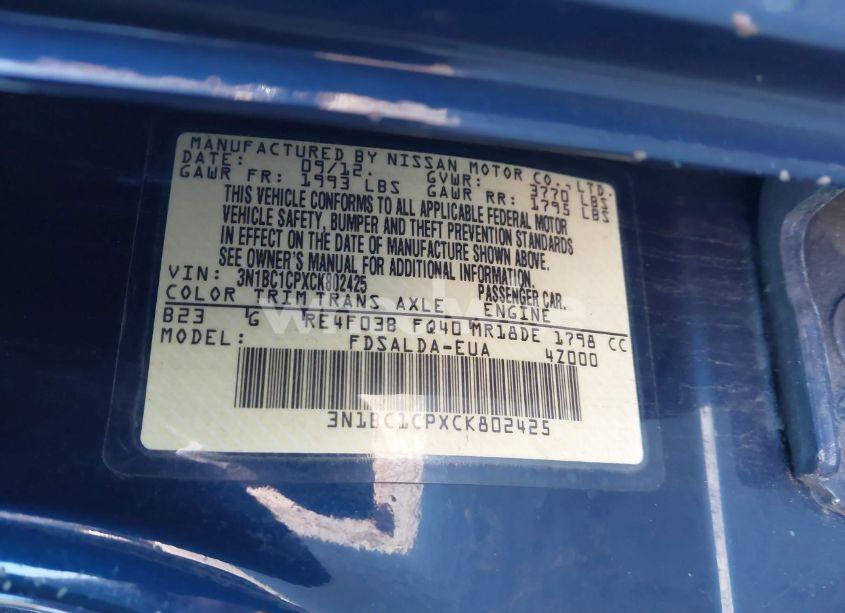 MANUFACTURED BY NISSAN MOTOR CO., LTD.
DATE: 09/12. GVWR: 3770 LBS
GAWR FR: 1993 LBS GAWR RR: 1795 LBS
THIS VEHICLE CONFORMS TO ALL APPLICABLE FEDERAL MOTOR
VEHICLE SAFETY, BUMPER AND THEFT PREVENTION STANDARDS
IN EFFECT ON THE DATE OF MANUFACTURE SHOWN ABOVE.
SEE OWNER'S MANUAL FOR ADDITIONAL INFORMATION.
VIN: 3N1BC1CPXCK802425 PASSENGER CAR.
COLOR TRIM TRANS AXLE ENGINE
B23 G RE4F03B FQ40 MR18DE 1798 CC
MODEL: FDSALDA-EUA 4Z000
3N1BC1CPXCK802425